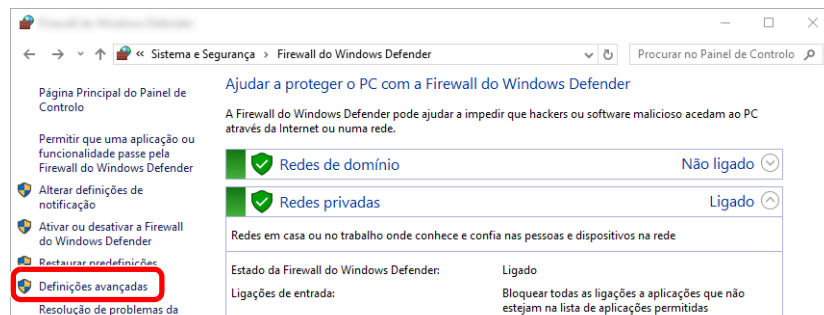 Firewall do Windows Defender
« Sistema e Segurança › Firewall do Windows Defender
Procurar no Painel de Controlo
Página Principal do Painel de
Controlo
Permitir que uma aplicação ou
funcionalidade passe pela
Firewall do Windows Defender
Alterar definições de
notificação
Ativar ou desativar a Firewall
do Windows Defender
Restaurar predefinições
Definições avançadas
Resolução de problemas da
Ajudar a proteger o PC com a Firewall do Windows Defender
A Firewall do Windows Defender pode ajudar a impedir que hackers ou software malicioso acedam ao PC
através da Internet ou numa rede.
Redes de domínio Não ligado
Redes privadas Ligado
Redes em casa ou no trabalho onde conhece e confia nas pessoas e dispositivos na rede
Estado da Firewall do Windows Defender: Ligado
Ligações de entrada: Bloquear todas as ligações a aplicações que não
estejam na lista de aplicações permitidas